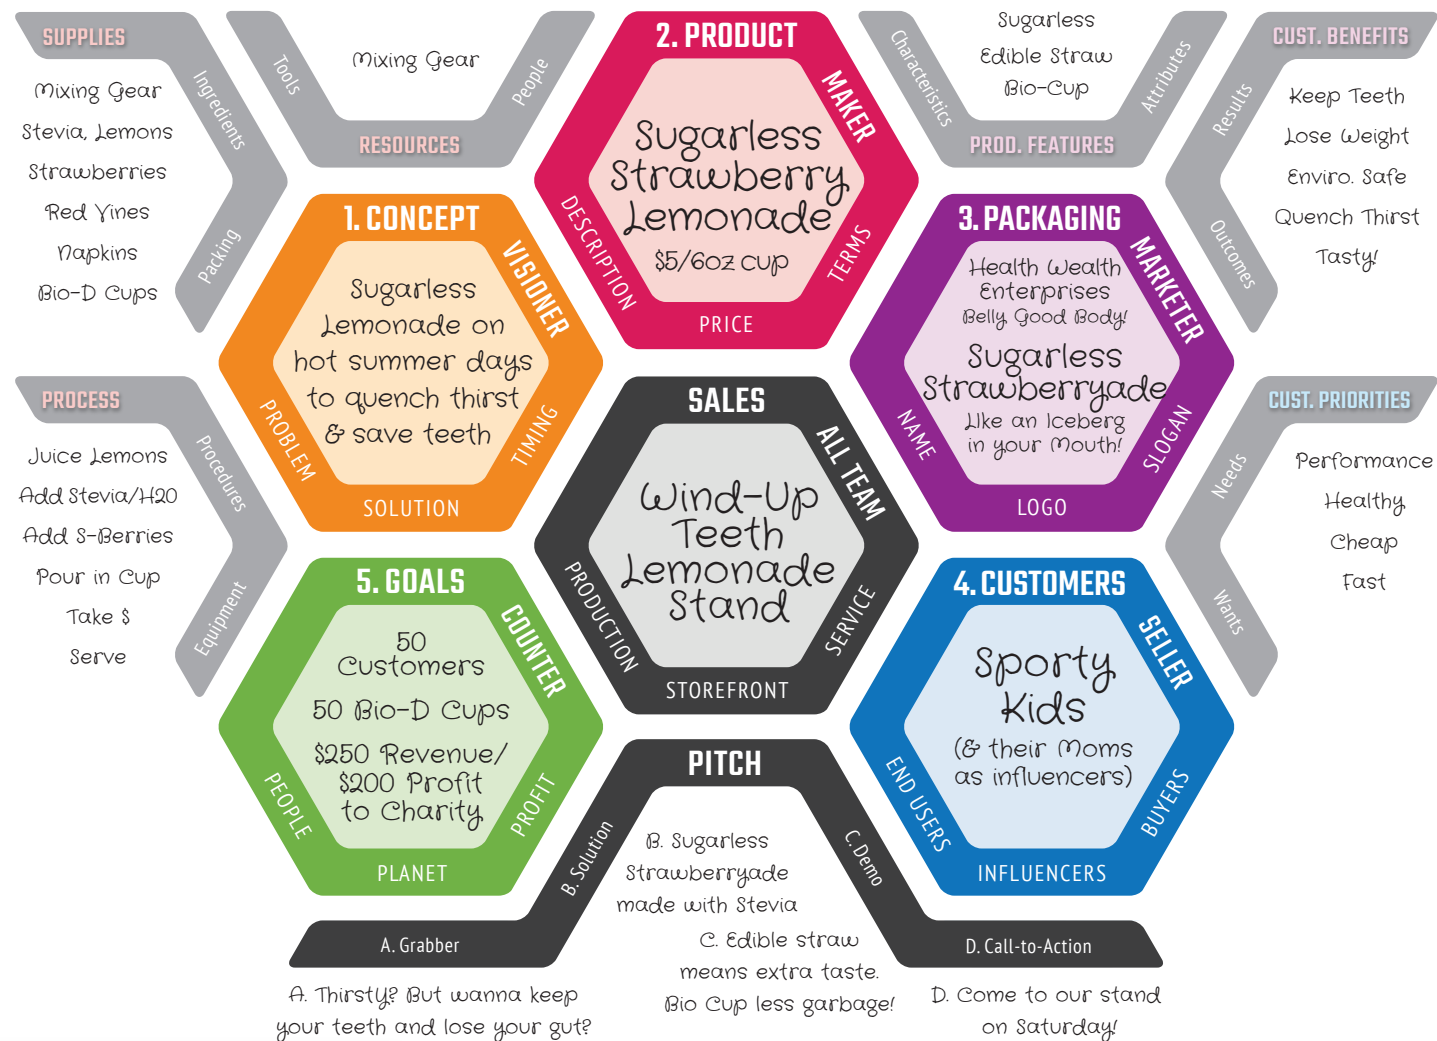 SUPPLIES
Ingredients
Packing
Mixing Gear
Stevia, Lemons
Strawberries
Red Vines
Napkins
Bio-D Cups
Tools
People
Mixing Gear
RESOURCES
2. PRODUCT
MAKER
Sugarless
Strawberry
Lemonade
$5/6oz cup
DESCRIPTION
TERMS
PRICE
Characteristics
Attributes
Sugarless
Edible Straw
Bio-Cup
PROD. FEATURES
CUST. BENEFITS
Results
Outcomes
Keep Teeth
Lose Weight
Enviro. Safe
Quench Thirst
Tasty!
1. CONCEPT
VISIONER
Sugarless
Lemonade on
hot summer days
to quench thirst
& save teeth
PROBLEM
TIMING
SOLUTION
3. PACKAGING
MARKETER
Health Wealth
Enterprises
Belly Good Body!
Sugarless
Strawberryade
LIke an Iceberg
in your Mouth!
NAME
SLOGAN
LOGO
PROCESS
Procedures
Equipment
Juice Lemons
Add Stevia/H20
Add S-Berries
Pour in Cup
Take $
Serve
SALES
ALL TEAM
Wind-Up
Teeth
Lemonade
Stand
PRODUCTION
SERVICE
STOREFRONT
CUST. PRIORITIES
Needs
Wants
Performance
Healthy
Cheap
Fast
5. GOALS
COUNTER
50
Customers
50 Bio-D Cups
$250 Revenue/
$200 Profit
to Charity
PEOPLE
PROFIT
PLANET
4. CUSTOMERS
SELLER
Sporty
Kids
(& their Moms
as influencers)
END USERS
BUYERS
INFLUENCERS
PITCH
A. Grabber
B. Solution
C. Demo
D. Call-to-Action
B. Sugarless
Strawberryade
made with Stevia
C. Edible straw
means extra taste.
Bio Cup less garbage!
A. Thirsty? But wanna keep
your teeth and lose your gut?
D. Come to our stand
on Saturday!